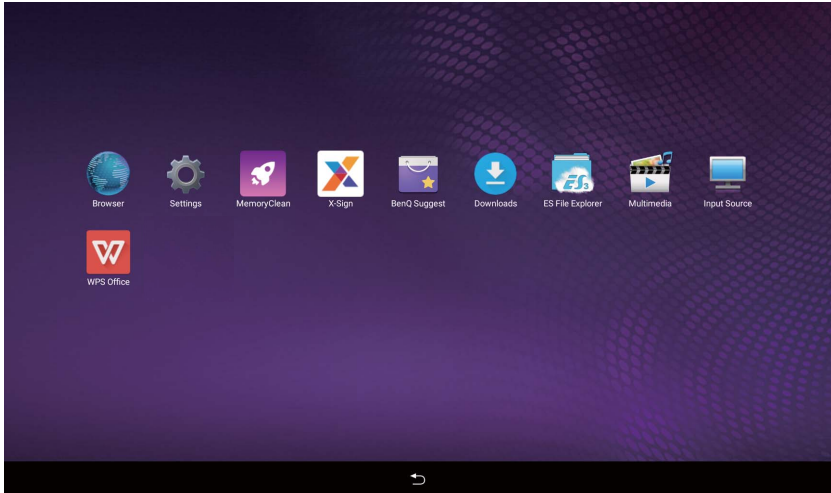 Browser
Settings
MemoryClean
X-Sign
BenQ Suggest
Downloads
ES File Explorer
Multimedia
Input Source
WPS Office